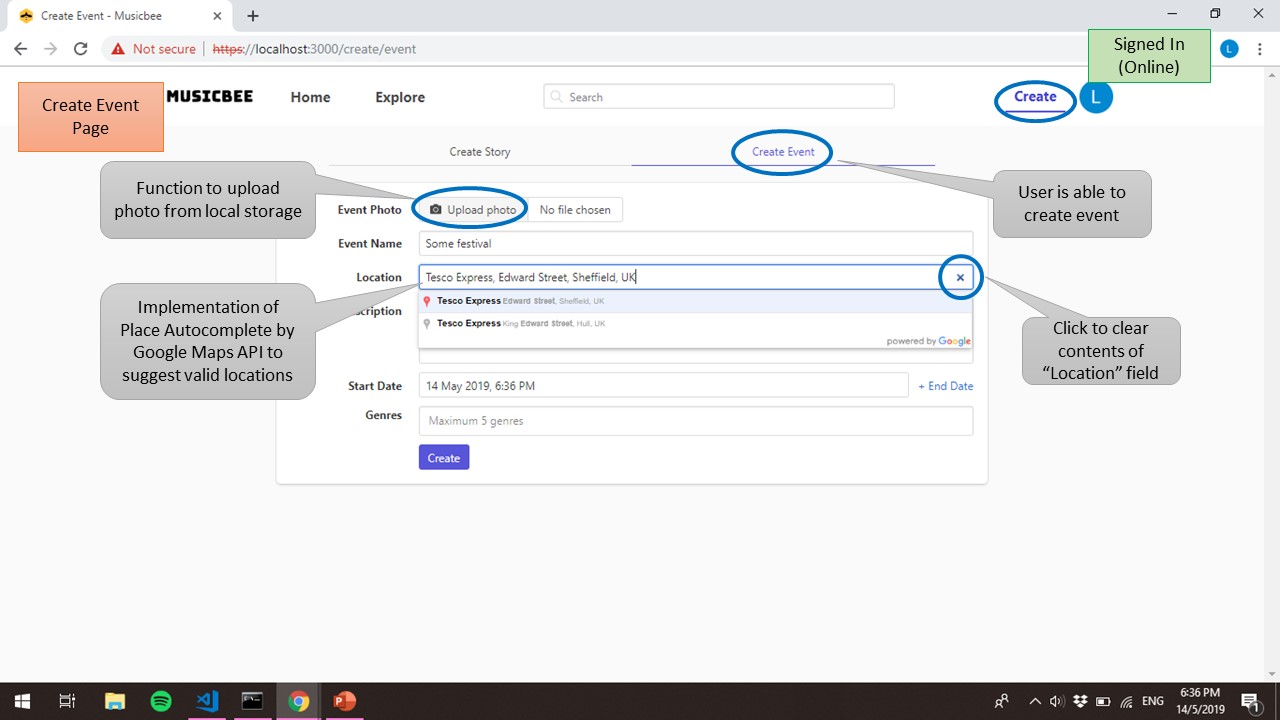 Create Event - Musicbee
Not secure https://localhost:3000/create/event
L
Signed In
(Online)
Create Event
Page
MUSICBEE
Home
Explore
Search
Create
L
Create Story
Create Event
Function to upload
photo from local storage
User is able to
create event
Event Photo
Upload photo
No file chosen
Event Name
Some festival
Location
Tesco Express, Edward Street, Sheffield, UK
Tesco Express Edward Street, Sheffield, UK
Tesco Express King Edward Street, Hull, UK
powered by Google
Implementation of
Place Autocomplete by
Google Maps API to
suggest valid locations
scription
Click to clear
contents of
“Location” field
Start Date
14 May 2019, 6:36 PM
+ End Date
Genres
Maximum 5 genres
Create
ENG
6:36 PM
14/5/2019
1